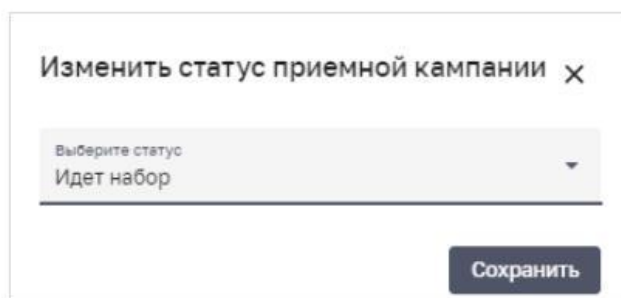 Изменить статус приемной кампании
Выберите статус
Идет набор
Сохранить